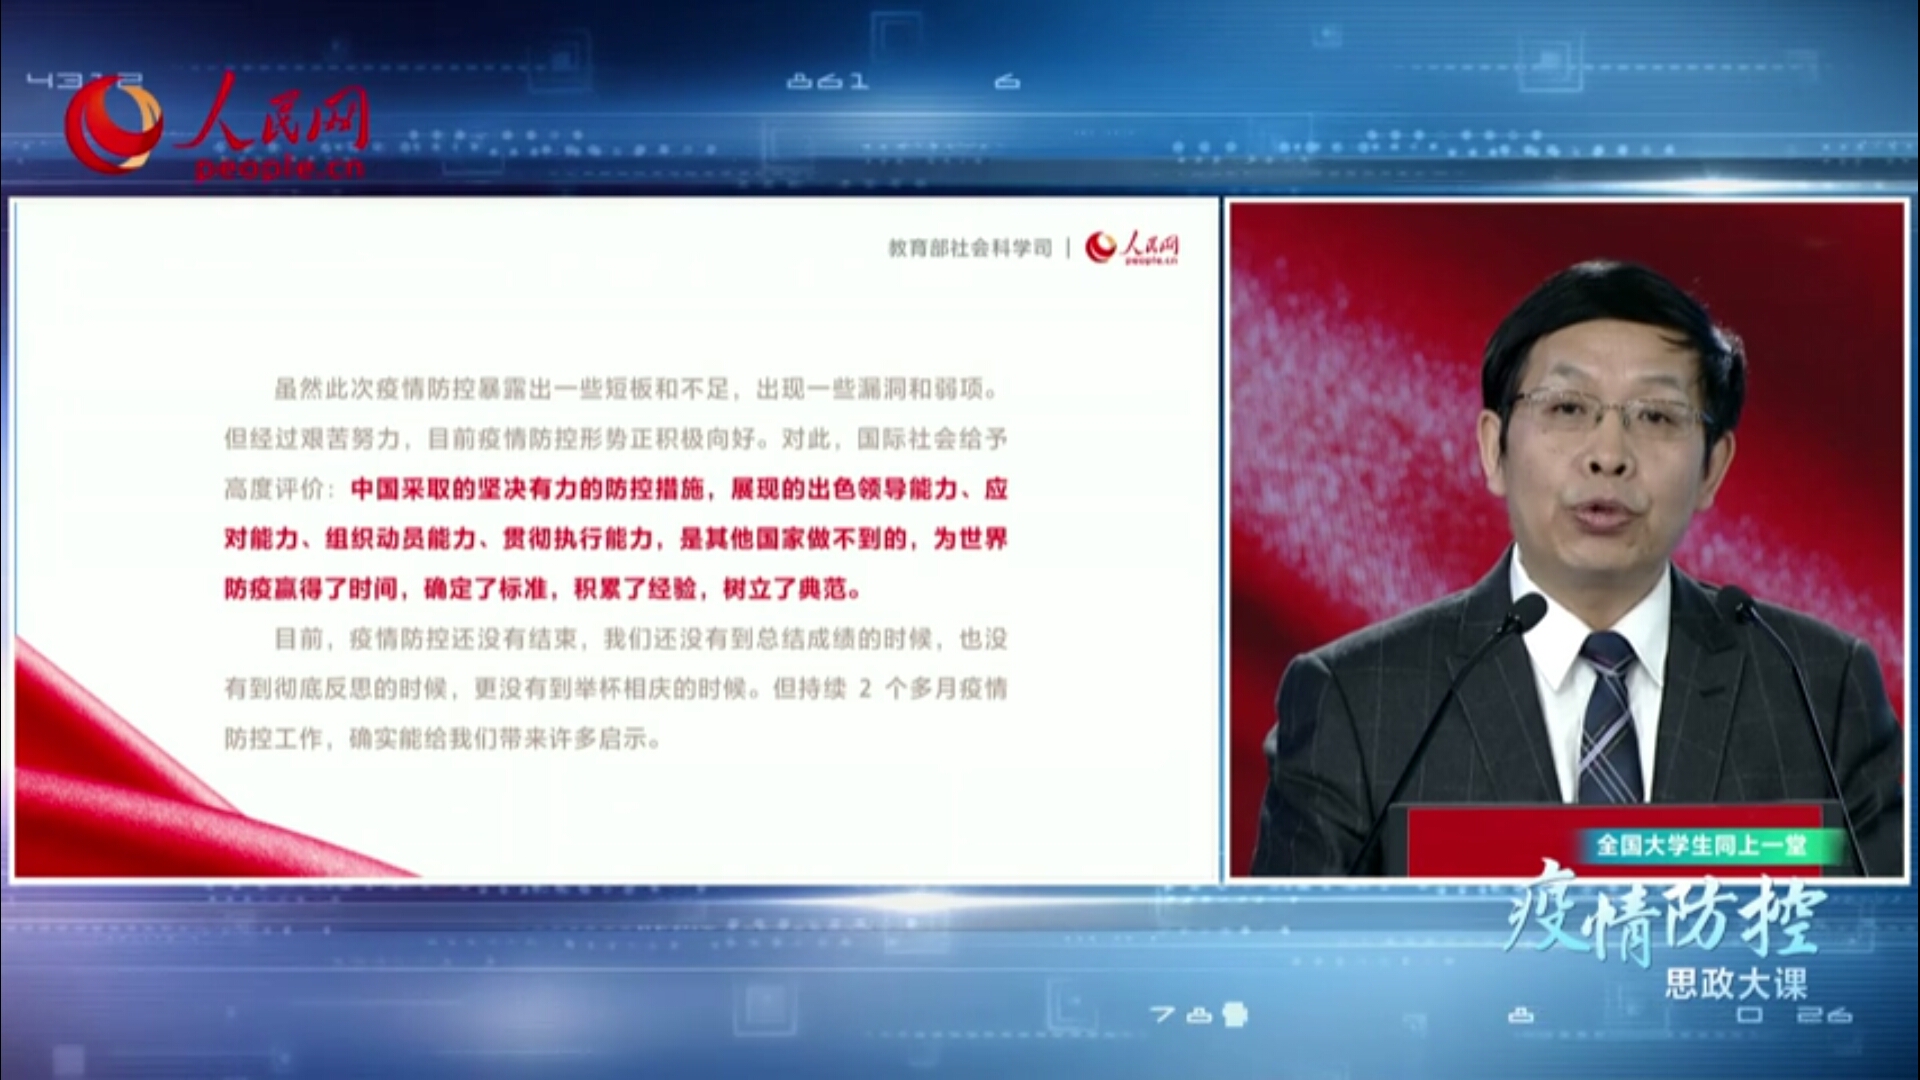 4312
861
6
人民网
people.cn
教育部社会科学司 | 人民网
people.cn
虽然此次疫情防控暴露出一些短板和不足，出现一些漏洞和弱项。
但经过艰苦努力，目前疫情防控形势正积极向好。对此，国际社会给予
高度评价：中国采取的坚决有力的防控措施，展现的出色领导能力、应
对能力、组织动员能力、贯彻执行能力，是其他国家做不到的，为世界
防疫赢得了时间，确定了标准，积累了经验，树立了典范。
目前，疫情防控还没有结束，我们还没有到总结成绩的时候，也没
有到彻底反思的时候，更没有到举杯相庆的时候。但持续 2 个多月疫情
防控工作，确实能给我们带来许多启示。
全国大学生同上一堂
疫情防控
思政大课